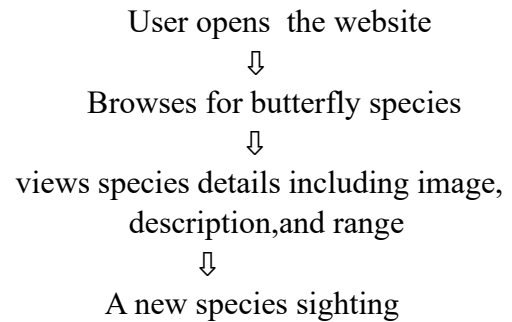 User opens  the website
⇩
Browses for butterfly species
⇩
views species details including image,
description,and range
⇩
A new species sighting